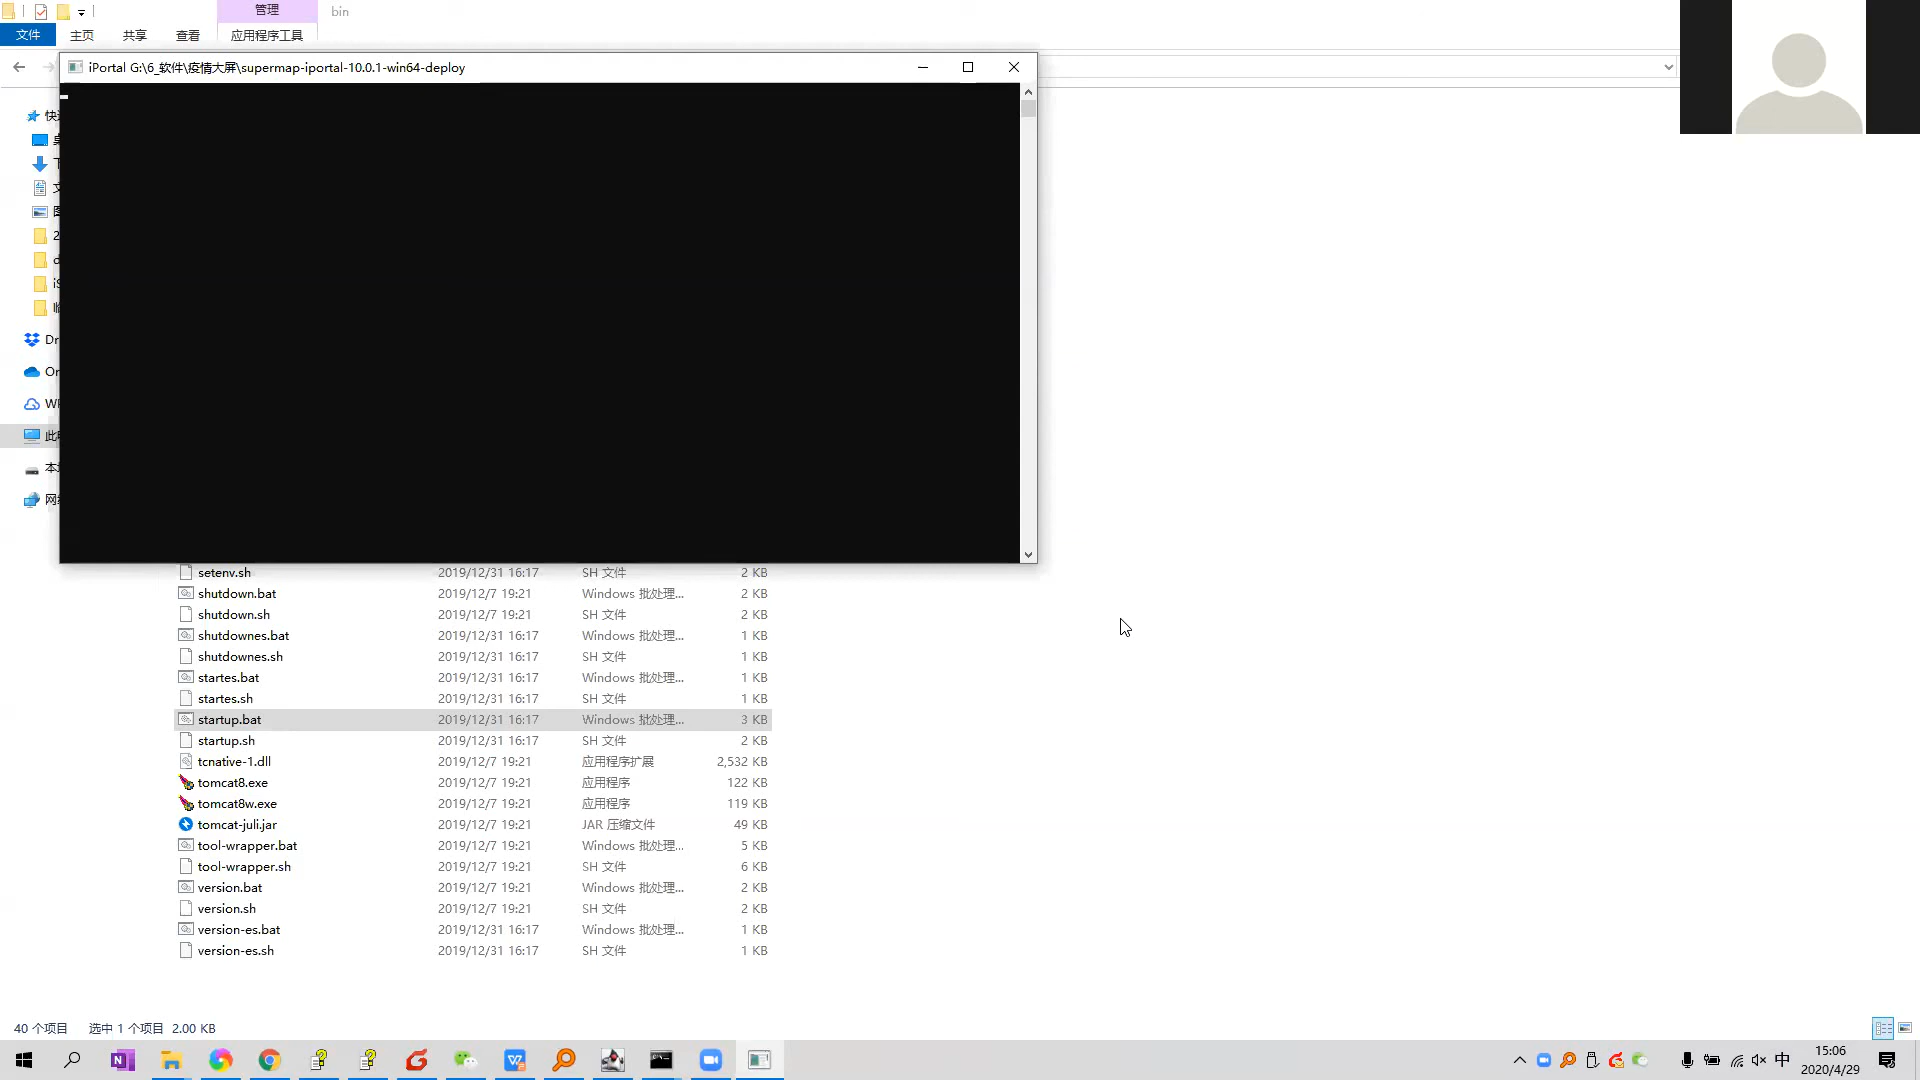 管理
bin
文件
主页
共享
查看
应用程序工具
iPortal G:\6_软件\疫情大屏\supermap-iportal-10.0.1-win64-deploy
快
2
Dr
本
setenv.sh 2019/12/31 16:17 SH 文件 2 KB
shutdown.bat 2019/12/7 19:21 Windows 批处理... 2 KB
shutdown.sh 2019/12/7 19:21 SH 文件 2 KB
shutdownes.bat 2019/12/31 16:17 Windows 批处理... 1 KB
shutdownes.sh 2019/12/31 16:17 SH 文件 1 KB
startes.bat 2019/12/31 16:17 Windows 批处理... 1 KB
startes.sh 2019/12/31 16:17 SH 文件 1 KB
startup.bat 2019/12/31 16:17 Windows 批处理... 3 KB
startup.sh 2019/12/31 16:17 SH 文件 2 KB
tcnative-1.dll 2019/12/7 19:21 应用程序扩展 2,532 KB
tomcat8.exe 2019/12/7 19:21 应用程序 122 KB
tomcat8w.exe 2019/12/7 19:21 应用程序 119 KB
tomcat-juli.jar 2019/12/7 19:21 JAR 压缩文件 49 KB
tool-wrapper.bat 2019/12/7 19:21 Windows 批处理... 5 KB
tool-wrapper.sh 2019/12/7 19:21 SH 文件 6 KB
version.bat 2019/12/7 19:21 Windows 批处理... 2 KB
version.sh 2019/12/7 19:21 SH 文件 2 KB
version-es.bat 2019/12/31 16:17 Windows 批处理... 1 KB
version-es.sh 2019/12/31 16:17 SH 文件 1 KB
40 个项目 选中 1 个项目 2.00 KB
中
15:06
2020/4/29